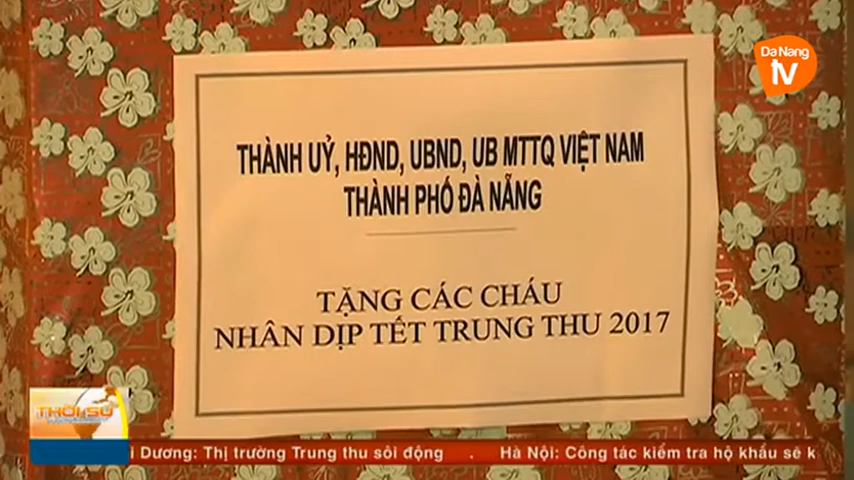 Da Nang
tv
THÀNH UỶ, HĐND, UBND, UB MTTQ VIỆT NAM
THÀNH PHỐ ĐÀ NẴNG
TẶNG CÁC CHÁU
NHÂN DỊP TẾT TRUNG THU 2017
THỜI SỰ
i Dương: Thị trường Trung thu sôi động . Hà Nội: Công tác kiểm tra hộ khẩu sẽ k